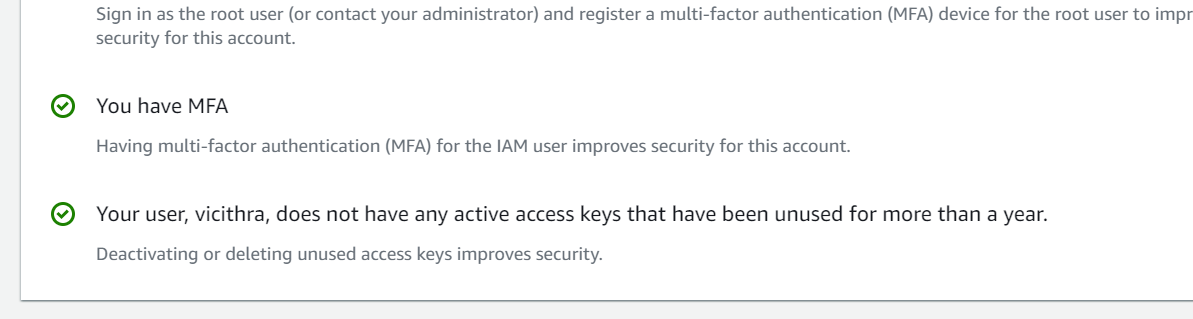 Sign in as the root user (or contact your administrator) and register a multi-factor authentication (MFA) device for the root user to impr
security for this account.
You have MFA
Having multi-factor authentication (MFA) for the IAM user improves security for this account.
Your user, vicithra, does not have any active access keys that have been unused for more than a year.
Deactivating or deleting unused access keys improves security.